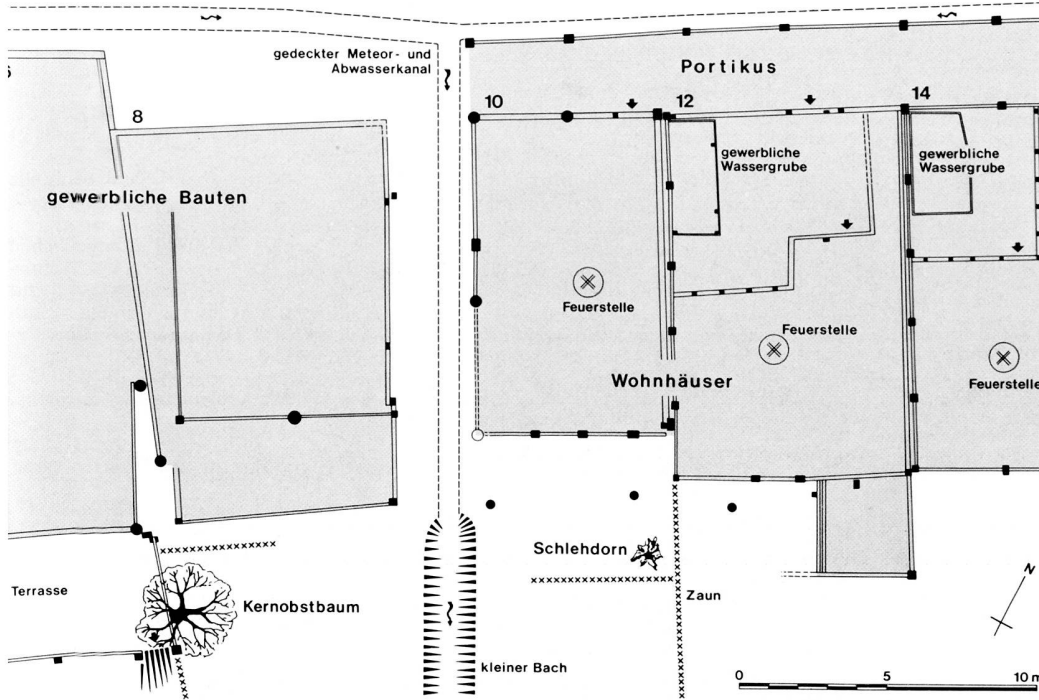 gedeckter Meteor- und
Abwasserkanal
Portikus
8
10
12
14
gewerbliche
Wassergrube
gewerbliche
Wassergrube
gewerbliche Bauten
Feuerstelle
Feuerstelle
Feuerstelle
Wohnhäuser
Schlehdorn
Terrasse
Kernobstbaum
Zaun
kleiner Bach
N
0 5 10 m